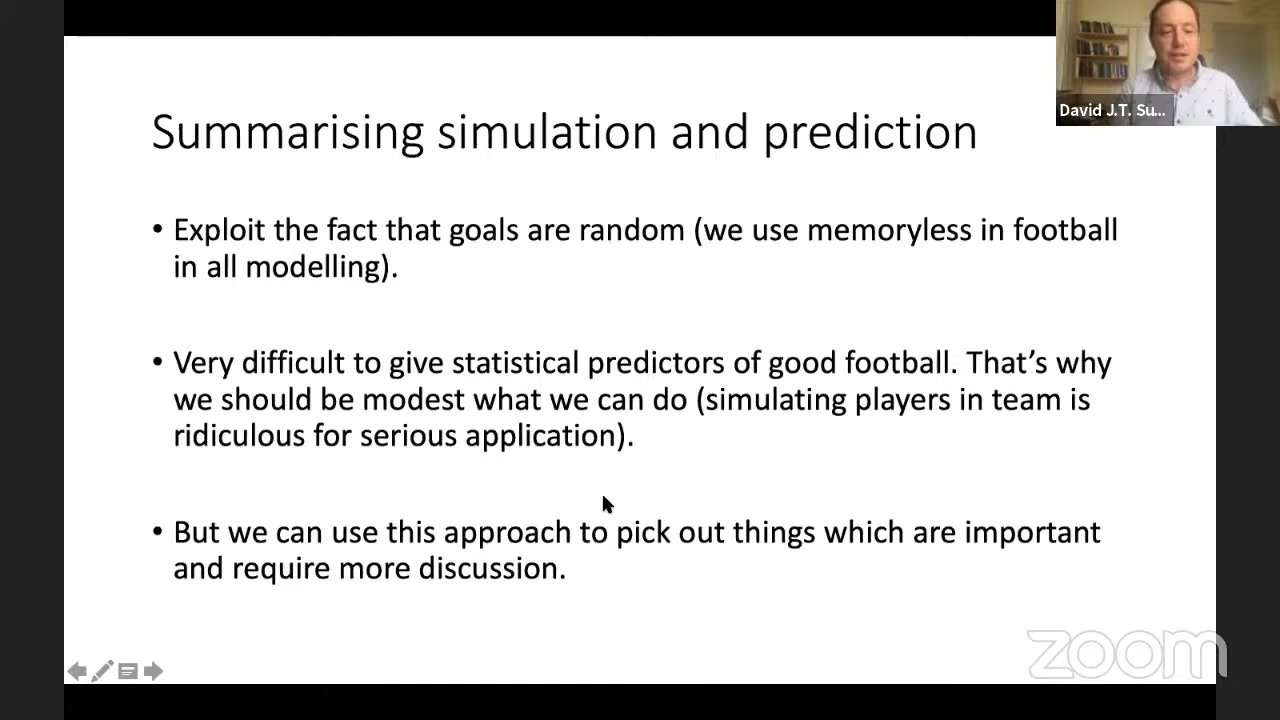 David J.T. Su...
Summarising simulation and prediction
• Exploit the fact that goals are random (we use memoryless in football
in all modelling).
• Very difficult to give statistical predictors of good football. That’s why
we should be modest what we can do (simulating players in team is
ridiculous for serious application).
• But we can use this approach to pick out things which are important
and require more discussion.
zoom